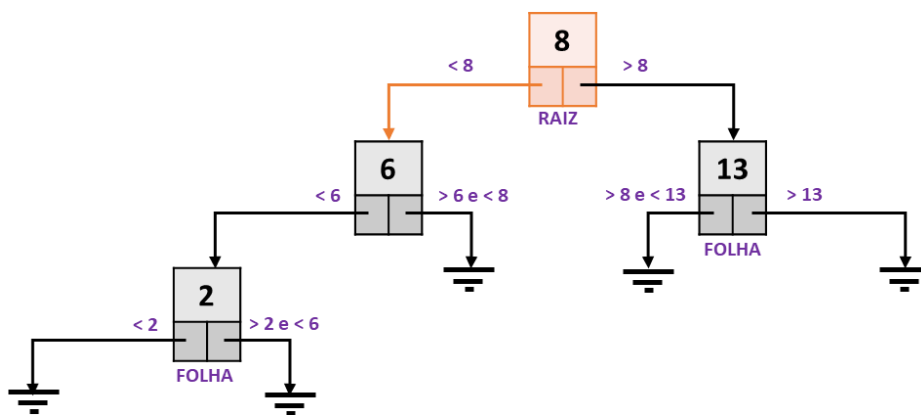 8
< 8
> 8
RAIZ
6
13
< 6
> 6 e < 8
> 8 e < 13
> 13
FOLHA
2
< 2
> 2 e < 6
FOLHA